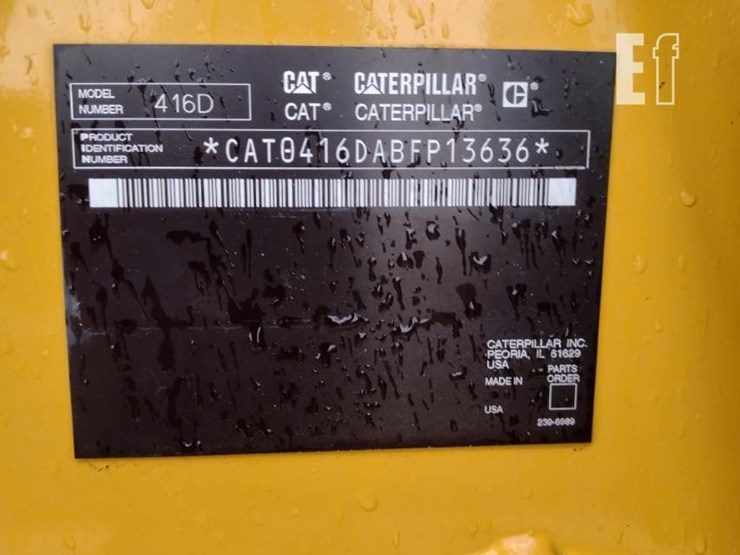 Ef
CAT® CATERPILLAR®
MODEL NUMBER 416D
CAT® CATERPILLAR® C®
PRODUCT IDENTIFICATION NUMBER *CAT0416DABFP13636*
CATERPILLAR INC.
PEORIA, IL 61629
USA
PARTS ORDER
MADE IN
USA
239-6989